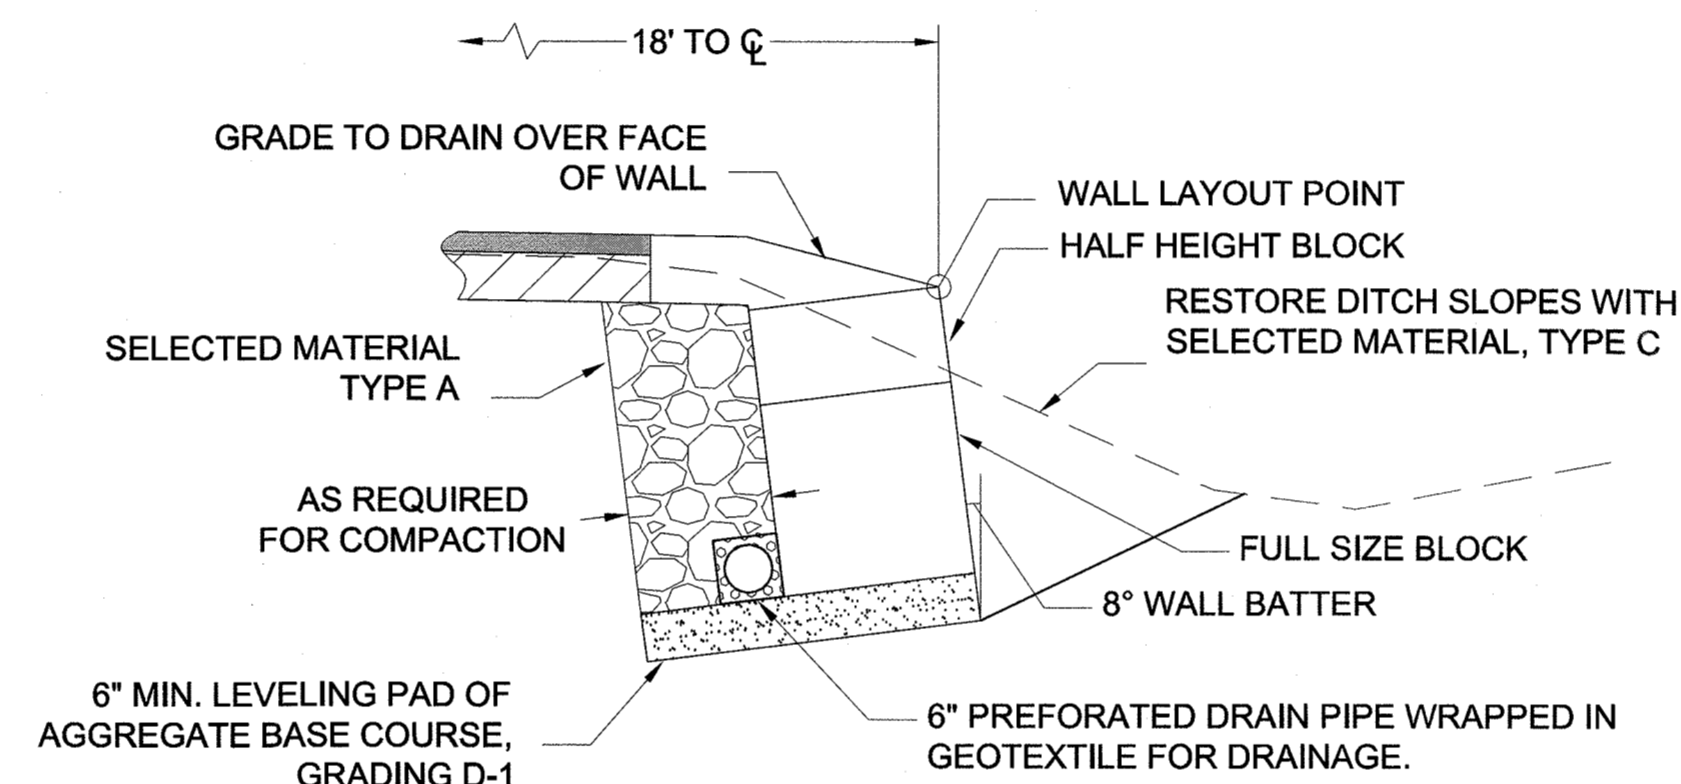 18' TO ℄
GRADE TO DRAIN OVER FACE
OF WALL
WALL LAYOUT POINT
HALF HEIGHT BLOCK
RESTORE DITCH SLOPES WITH
SELECTED MATERIAL, TYPE C
SELECTED MATERIAL
TYPE A
AS REQUIRED
FOR COMPACTION
FULL SIZE BLOCK
8° WALL BATTER
6" MIN. LEVELING PAD OF
AGGREGATE BASE COURSE,
GRADING D-1
6" PREFORATED DRAIN PIPE WRAPPED IN
GEOTEXTILE FOR DRAINAGE.